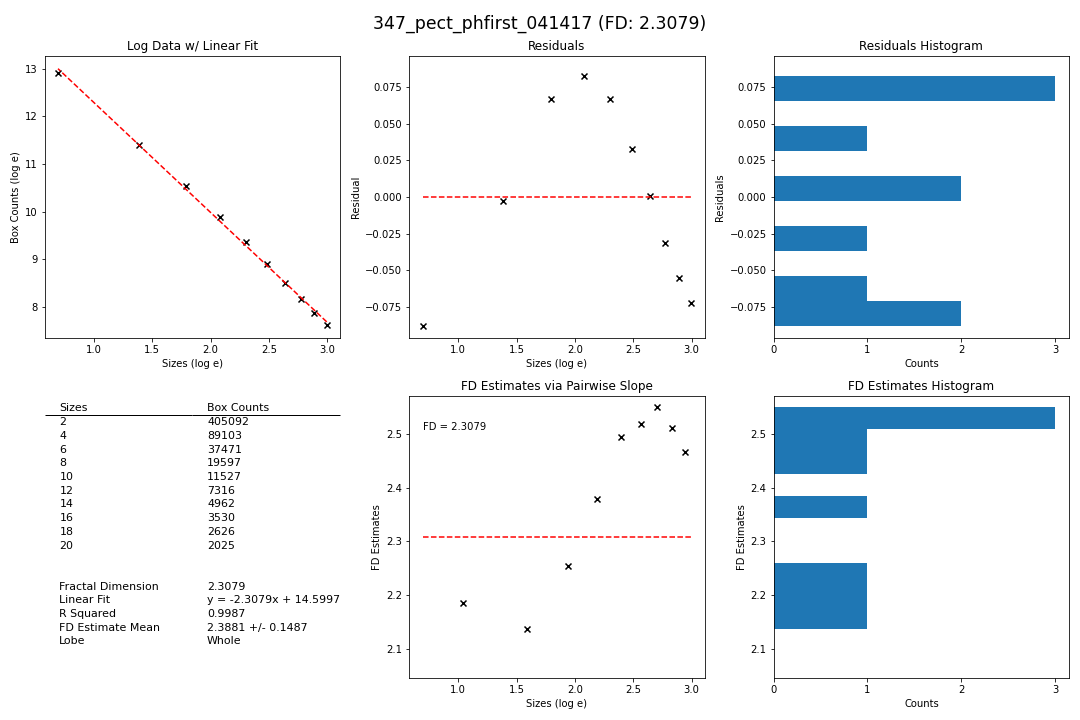 347_pect_phfirst_041417 (FD: 2.3079)
Log Data w/ Linear Fit
13
12
11
10
9
8
Box Counts (log e)
1.0 1.5 2.0 2.5 3.0
Sizes (log e)
Residuals
0.075
0.050
0.025
0.000
−0.025
−0.050
−0.075
Residual
1.0 1.5 2.0 2.5 3.0
Sizes (log e)
Residuals Histogram
0.075
0.050
0.025
0.000
−0.025
−0.050
−0.075
Residuals
0 1 2 3
Counts
Sizes Box Counts
2 405092
4 89103
6 37471
8 19597
10 11527
12 7316
14 4962
16 3530
18 2626
20 2025
Fractal Dimension 2.3079
Linear Fit y = -2.3079x + 14.5997
R Squared 0.9987
FD Estimate Mean 2.3881 +/- 0.1487
Lobe Whole
FD Estimates via Pairwise Slope
FD = 2.3079
2.5
2.4
2.3
2.2
2.1
FD Estimates
1.0 1.5 2.0 2.5 3.0
Sizes (log e)
FD Estimates Histogram
2.5
2.4
2.3
2.2
2.1
FD Estimates
0 1 2 3
Counts